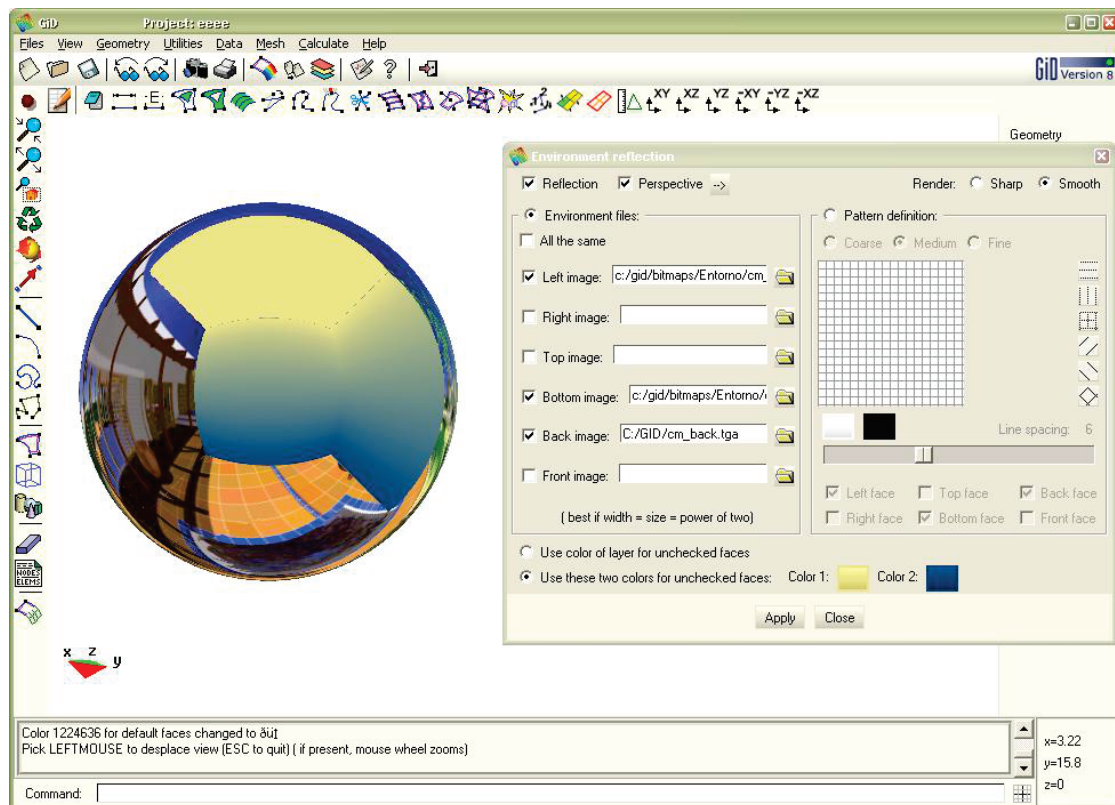 GiD Project: eeee
Files View Geometry Utilities Data Mesh Calculate Help
GiD Version 8
XY XZ YZ -XY -YZ -XZ
Geometry
Environment reflection
Reflection Perspective --> Render: Sharp Smooth
Environment files: Pattern definition:
All the same Coarse Medium Fine
Left image: c:/gid/bitmaps/Entorno/cm_
Right image:
Top image:
Bottom image: c:/gid/bitmaps/Entorno/
Back image: C:/GID/cm_back.tga
Line spacing: 6
Front image:
Left face Top face Back face
Right face Bottom face Front face
( best if width = size = power of two)
Use color of layer for unchecked faces
Use these two colors for unchecked faces: Color 1: Color 2:
Apply Close
NODES
ELEMS
x z y
Color 1224636 for default faces changed to
Pick LEFTMOUSE to desplace view (ESC to quit) ( if present, mouse wheel zooms)
x=3.22
y=15.8
z=0
Command: